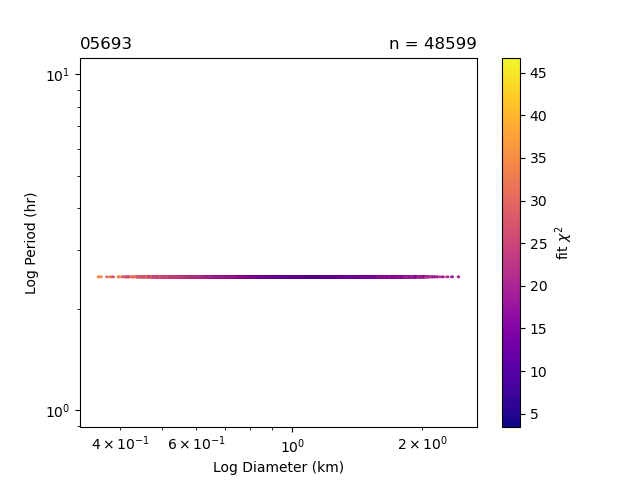 05693
n = 48599
10¹
10⁰
Log Period (hr)
4 × 10⁻¹
6 × 10⁻¹
10⁰
2 × 10⁰
Log Diameter (km)
45
40
35
30
25
20
15
10
5
fit χ²